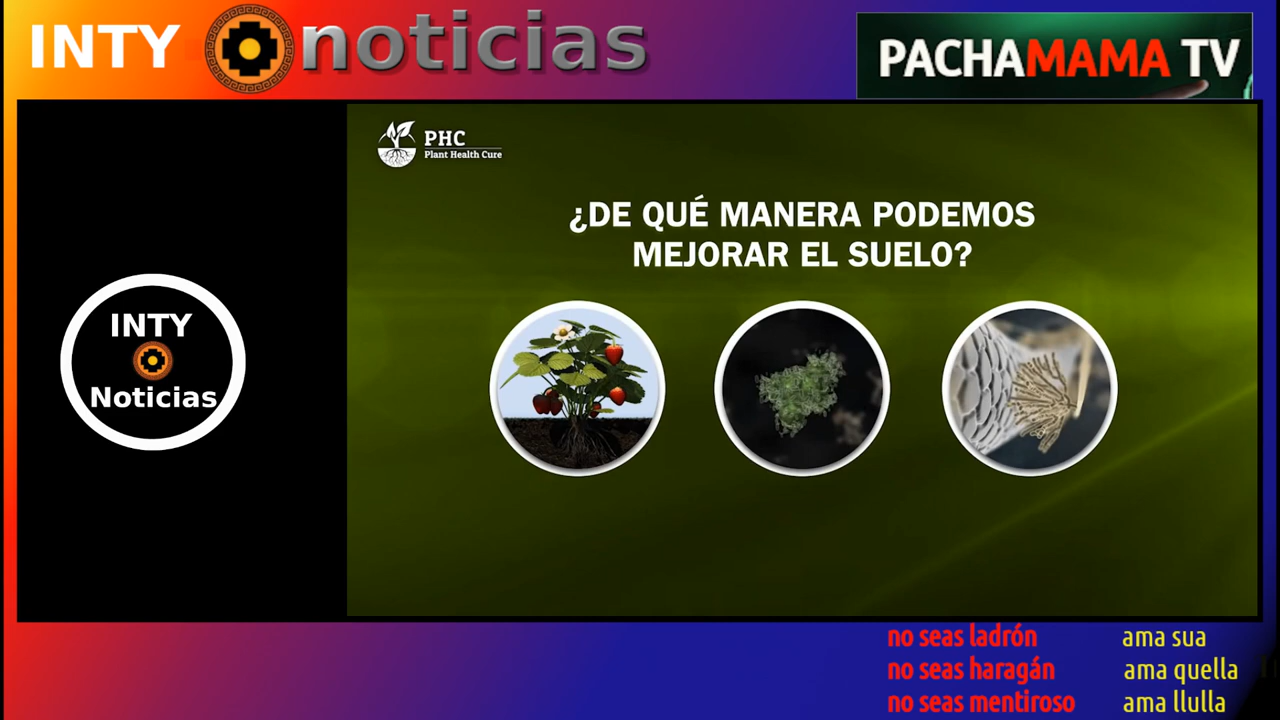 INTY noticias
PACHAMAMA TV
PHC
Plant Health Cure
¿DE QUÉ MANERA PODEMOS
MEJORAR EL SUELO?
INTY
Noticias
no seas ladrón ama sua
no seas haragán ama quella
no seas mentiroso ama llulla